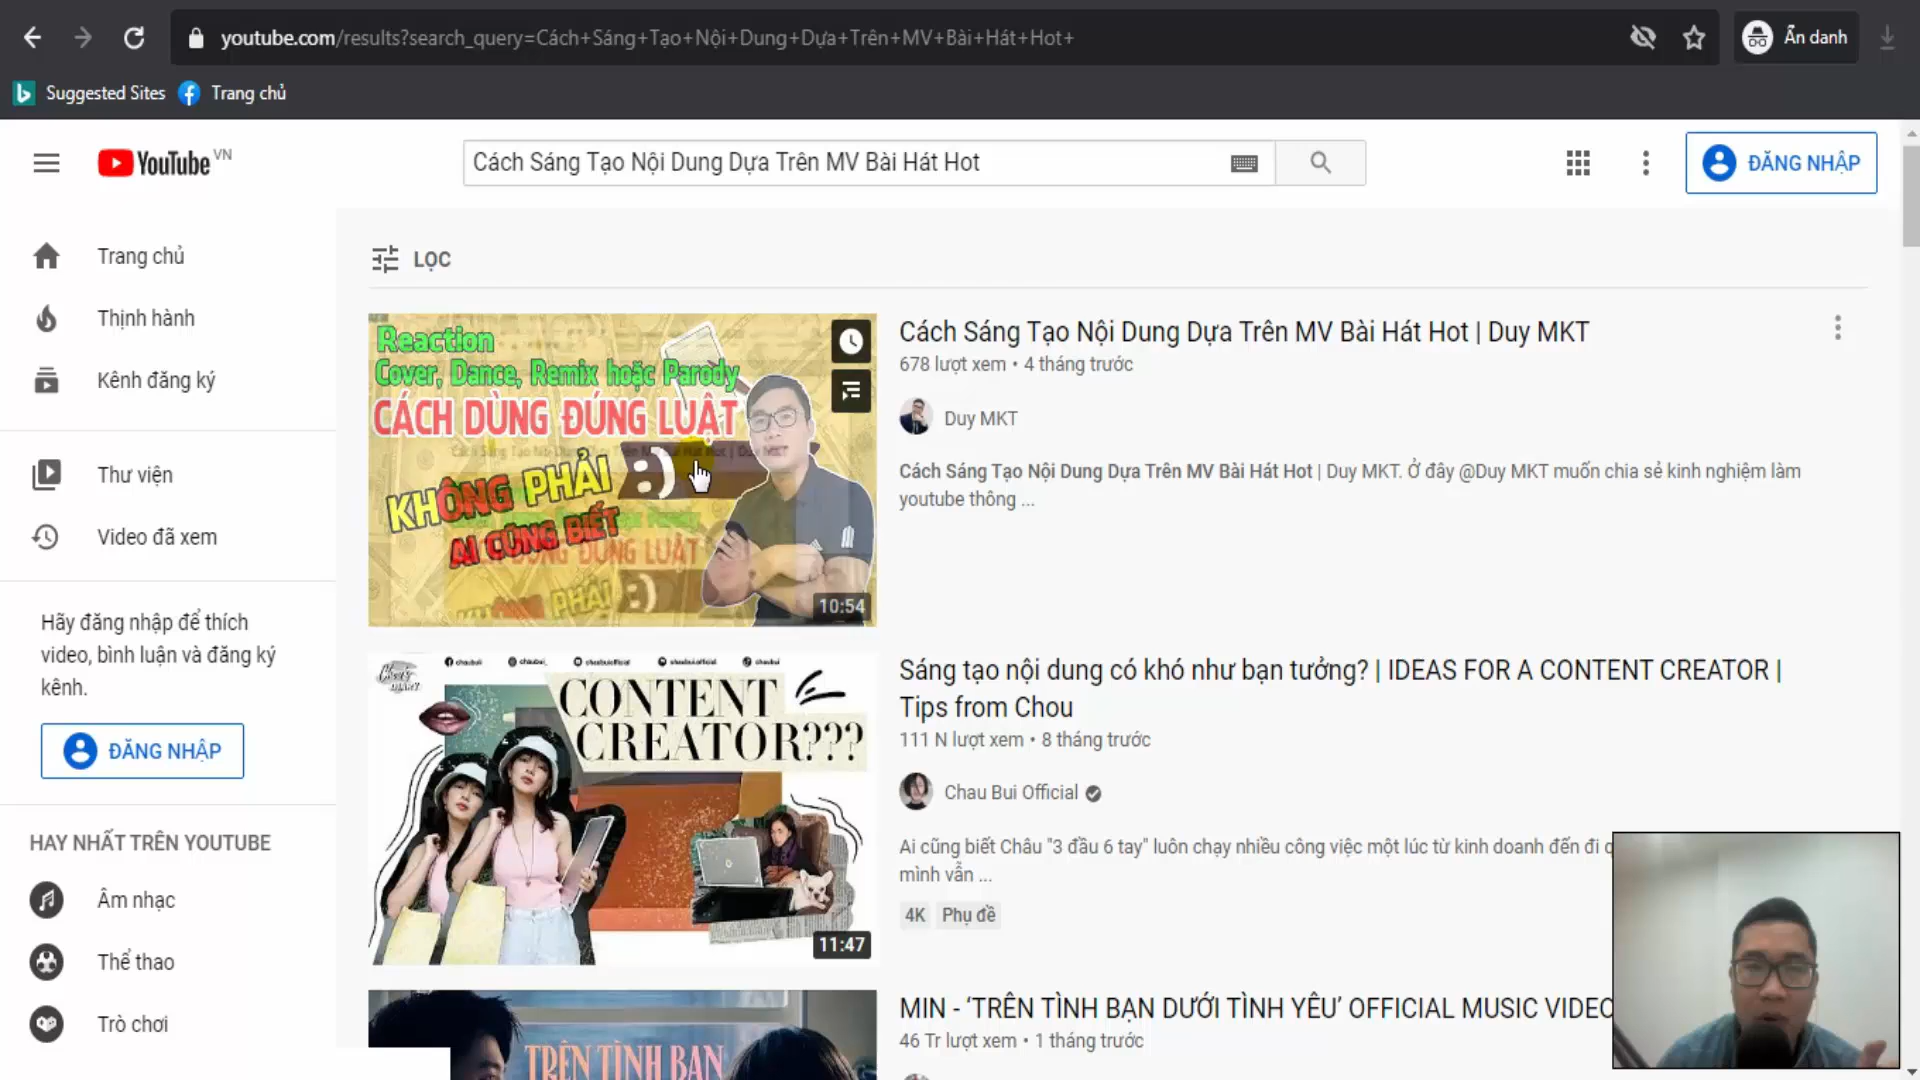 youtube.com/results?search_query=Cách+Sáng+Tạo+Nội+Dung+Dựa+Trên+MV+Bài+Hát+Hot+
Ẩn danh
Suggested Sites
Trang chủ
YouTube VN
Cách Sáng Tạo Nội Dung Dựa Trên MV Bài Hát Hot
ĐĂNG NHẬP
Trang chủ
Thịnh hành
Kênh đăng ký
Thư viện
Video đã xem
Hãy đăng nhập để thích
video, bình luận và đăng ký
kênh.
ĐĂNG NHẬP
HAY NHẤT TRÊN YOUTUBE
Âm nhạc
Thể thao
Trò chơi
LỌC
Reaction
Cover, Dance, Remix hoặc Parody
CÁCH DÙNG ĐÚNG LUẬT
KHÔNG PHẢI :)
AI CŨNG BIẾT
10:54
Cách Sáng Tạo Nội Dung Dựa Trên MV Bài Hát Hot | Duy MKT
678 lượt xem • 4 tháng trước
Duy MKT
Cách Sáng Tạo Nội Dung Dựa Trên MV Bài Hát Hot | Duy MKT. Ở đây @Duy MKT muốn chia sẻ kinh nghiệm làm
youtube thông ...
CONTENT
CREATOR???
11:47
Sáng tạo nội dung có khó như bạn tưởng? | IDEAS FOR A CONTENT CREATOR |
Tips from Chou
111 N lượt xem • 8 tháng trước
Chau Bui Official
Ai cũng biết Châu "3 đầu 6 tay" luôn chạy nhiều công việc một lúc từ kinh doanh đến đi
mình vẫn ...
4K Phụ đề
TRÊN TÌNH BẠN
MIN - ‘TRÊN TÌNH BẠN DƯỚI TÌNH YÊU’ OFFICIAL MUSIC VIDEO
46 Tr lượt xem • 1 tháng trước